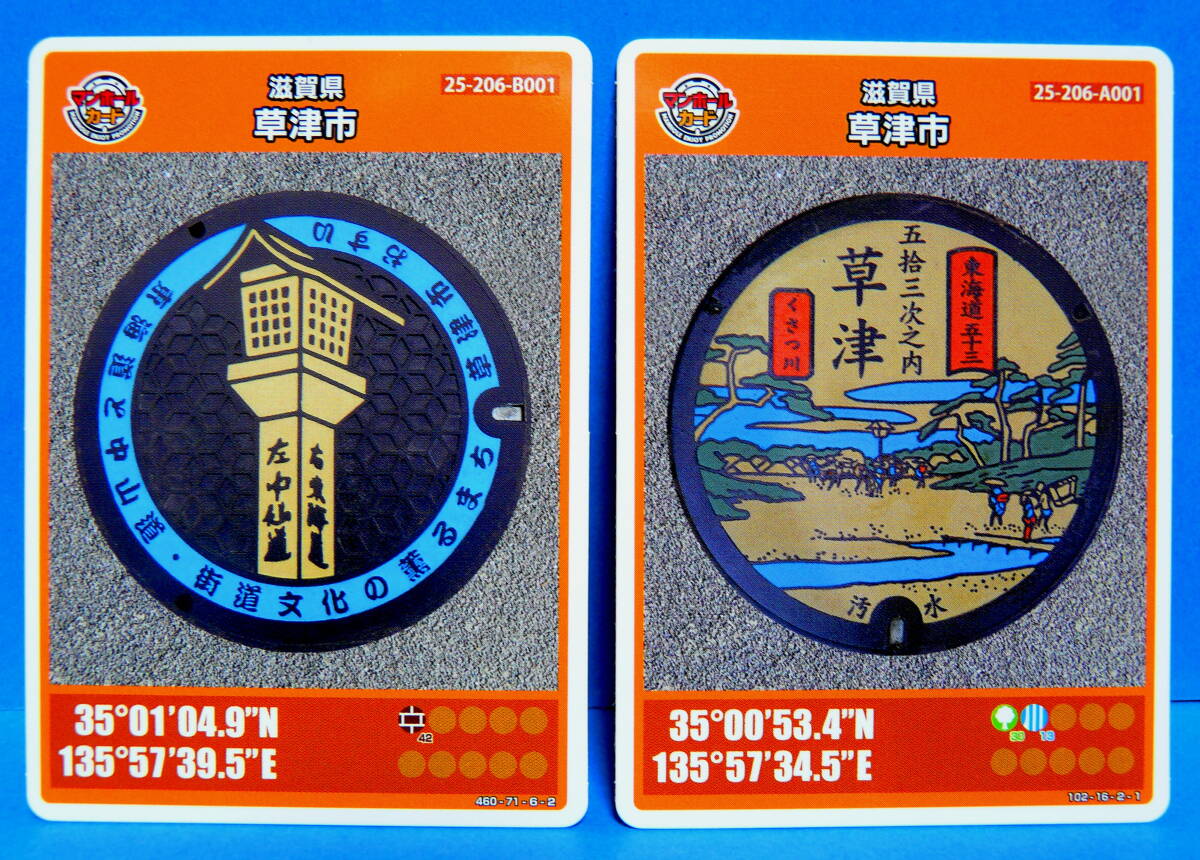 マンホール
カード
滋賀県
草津市
25-206-B001
東海道×中山道・街道文化の薫るまち草津市おすい
右東海道
左中仙道
35°01'04.9"N
135°57'39.5"E
42
460-71-6-2
マンホール
カード
滋賀県
草津市
25-206-A001
東海道 五十三
五拾三次之内
草津
くさつ川
汚水
35°00'53.4"N
135°57'34.5"E
13
102-16-2-1